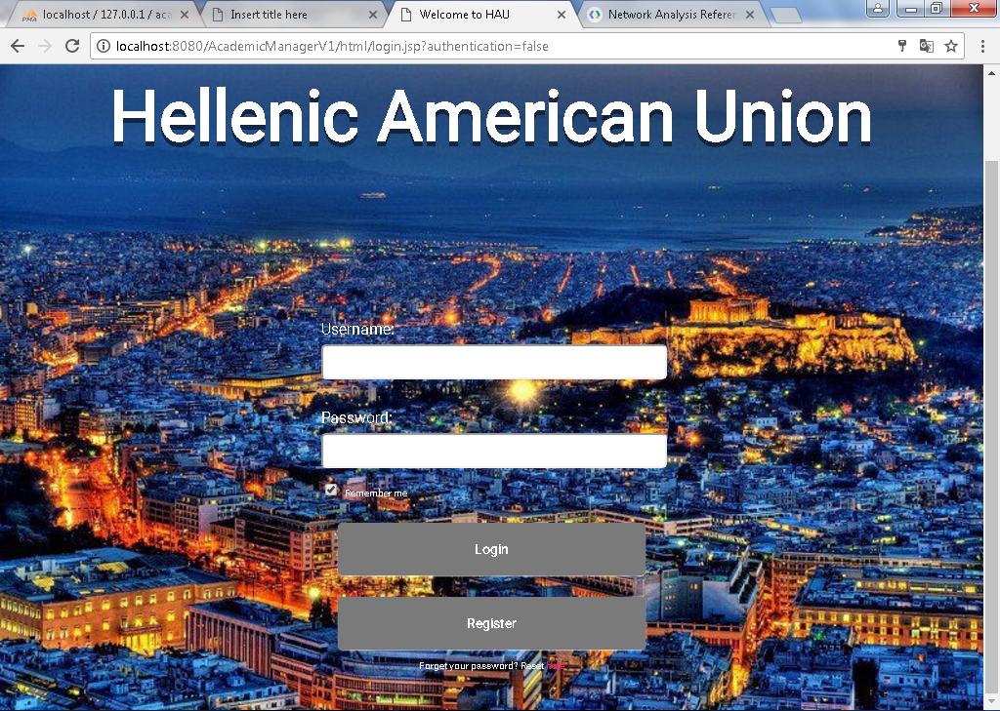 localhost / 127.0.0.1 / aca
Insert title here
Welcome to HAU
Network Analysis Referen
localhost:8080/AcademicManagerV1/html/login.jsp?authentication=false
Hellenic American Union
Username:
Password:
Remember me
Login
Register
Forget your password? Reset